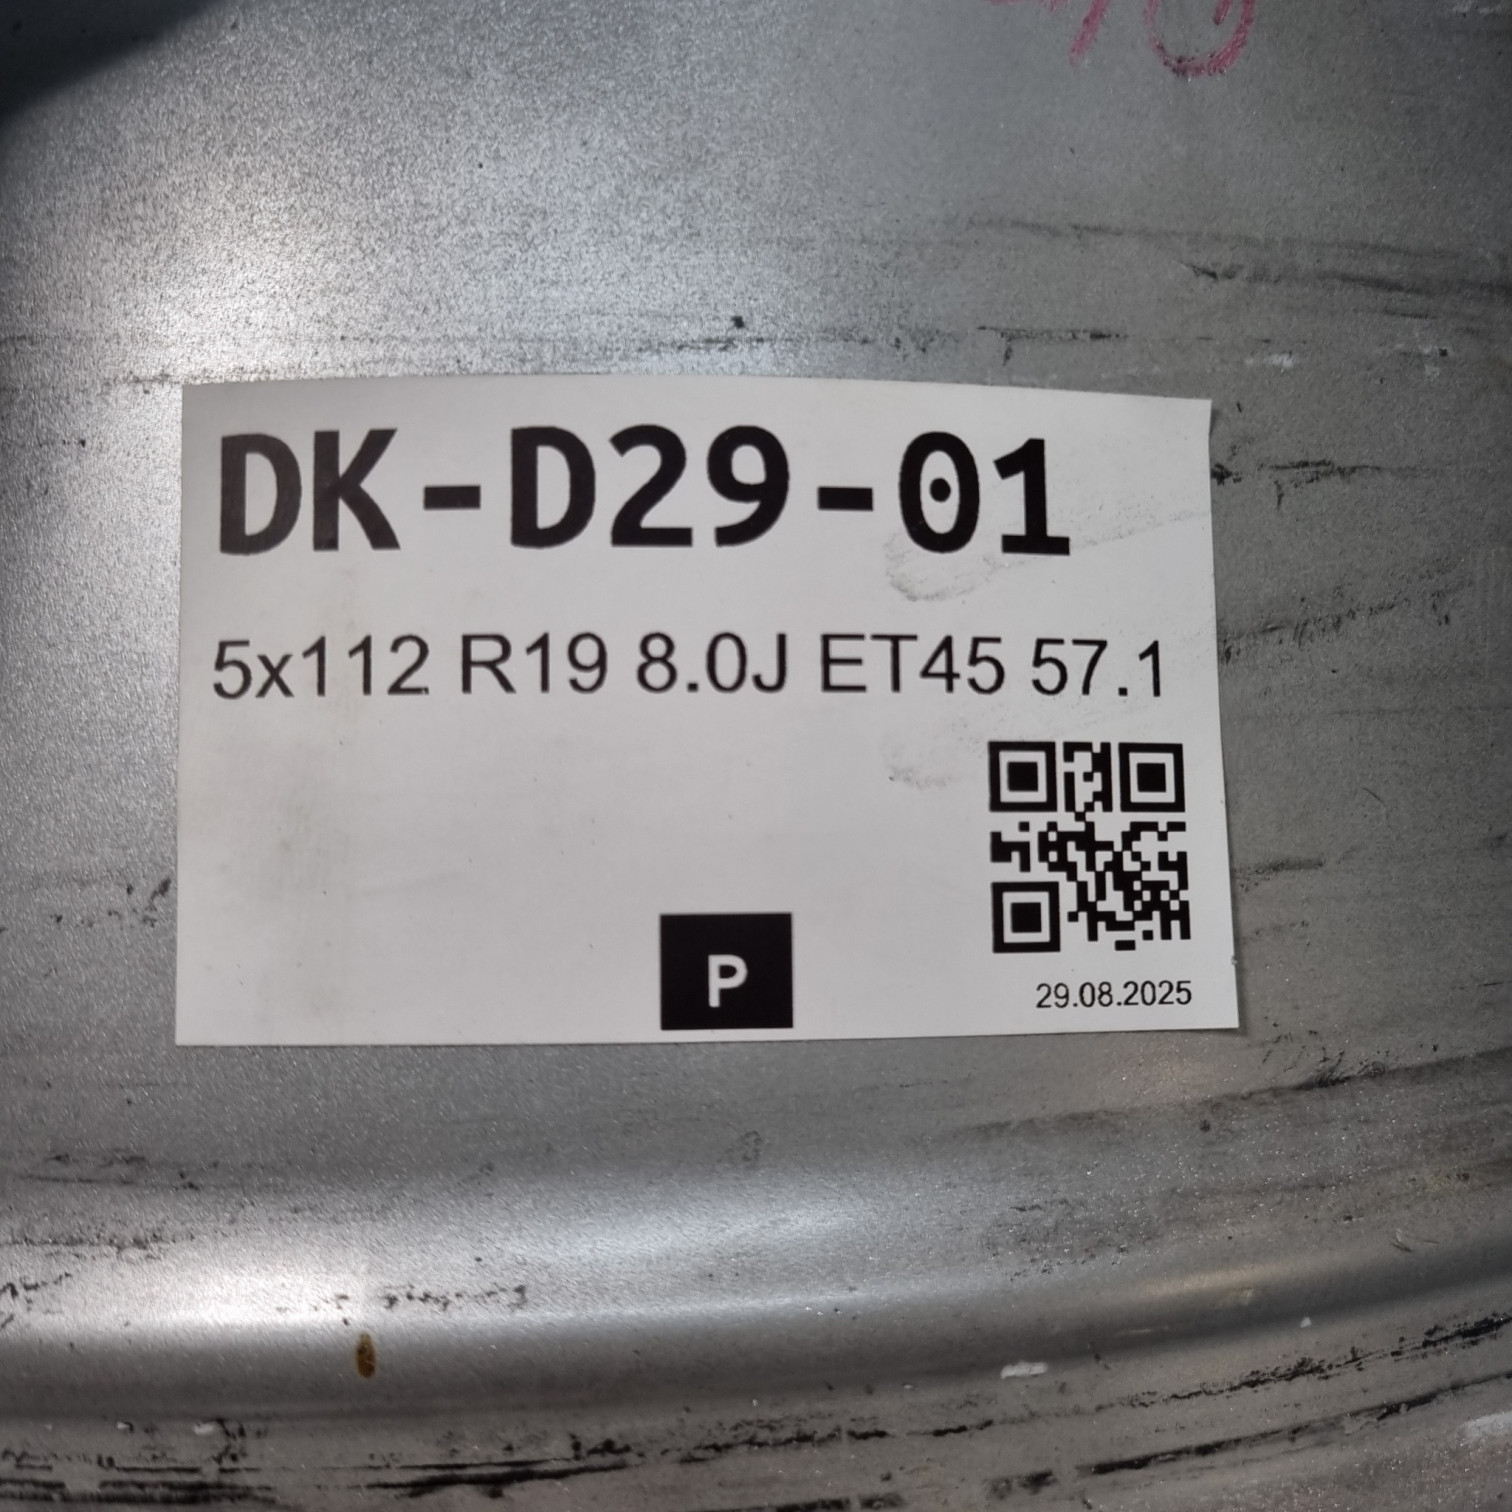 DK-D29-01
5x112 R19 8.0J ET45 57.1
P
29.08.2025